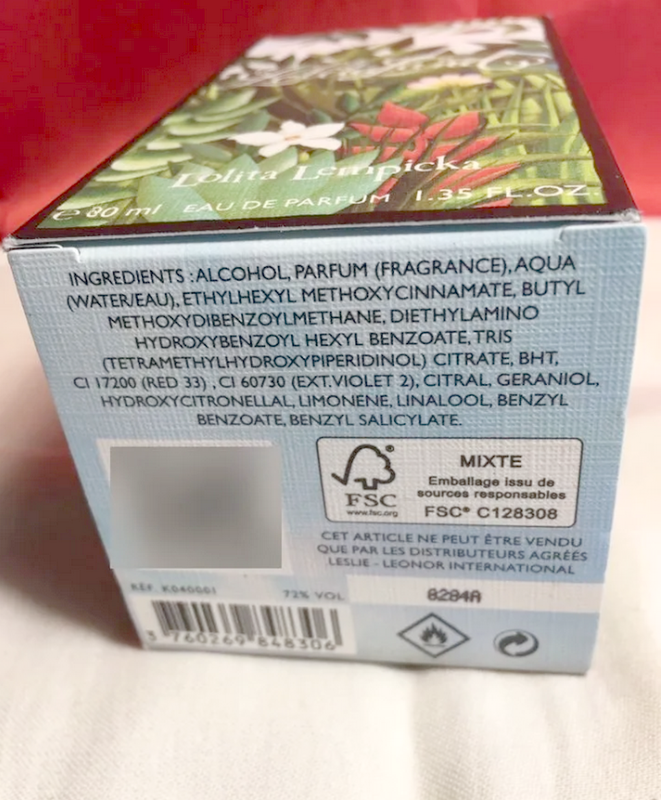 Lolita Lempicka
e 80 ml EAU DE PARFUM 1.35 FL.OZ.
INGREDIENTS : ALCOHOL, PARFUM (FRAGRANCE), AQUA
(WATER/EAU), ETHYLHEXYL METHOXYCINNAMATE, BUTYL
METHOXYDIBENZOYLMETHANE, DIETHYLAMINO
HYDROXYBENZOYL HEXYL BENZOATE, TRIS
(TETRAMETHYLHYDROXYPIPERIDINOL) CITRATE, BHT,
CI 17200 (RED 33) , CI 60730 (EXT.VIOLET 2), CITRAL, GERANIOL,
HYDROXYCITRONELLAL, LIMONENE, LINALOOL, BENZYL
BENZOATE, BENZYL SALICYLATE.
FSC
www.fsc.org
MIXTE
Emballage issu de
sources responsables
FSC® C128308
CET ARTICLE NE PEUT ÊTRE VENDU
QUE PAR LES DISTRIBUTEURS AGRÉÉS
LESLIE - LEONOR INTERNATIONAL
RÉF. K040001 72% VOL
8284A
3 760269 848306